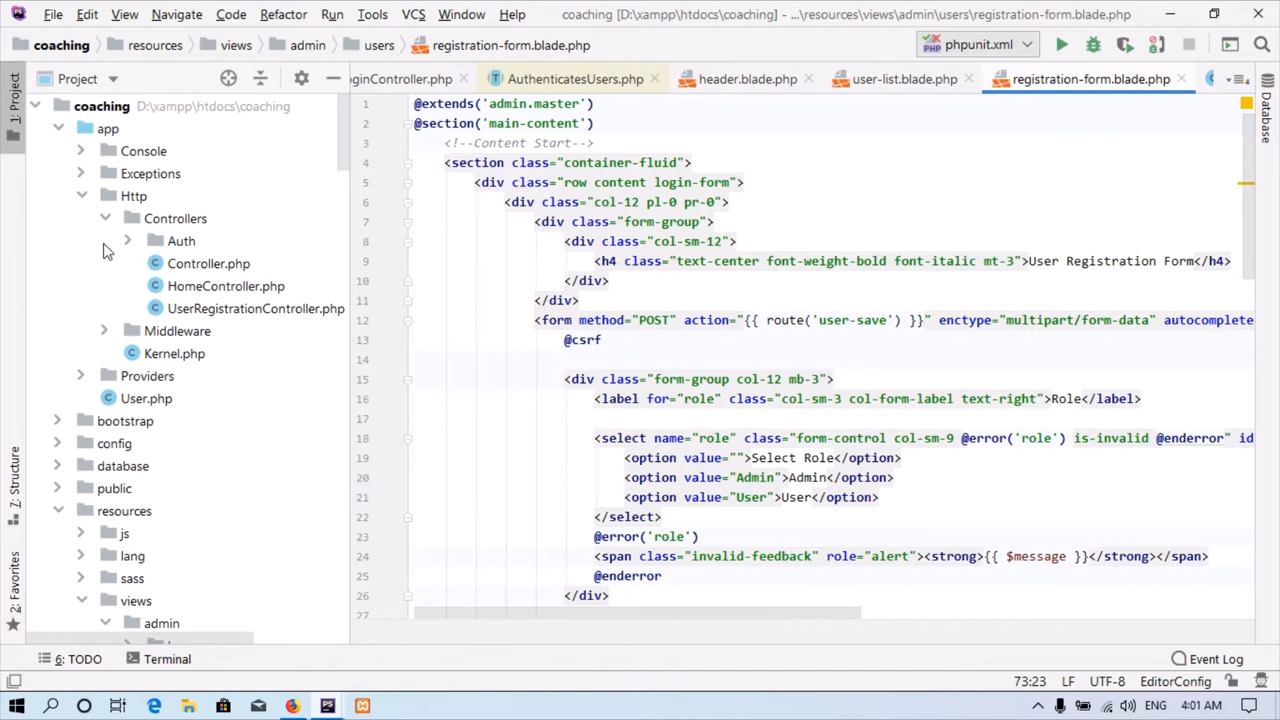 File Edit View Navigate Code Refactor Run Tools VCS Window Help coaching [D:\xampp\htdocs\coaching] - ...\resources\views\admin\users\registration-form.blade.php
coaching resources views admin users registration-form.blade.php phpunit.xml
Project ginController.php AuthenticatesUsers.php header.blade.php user-list.blade.php registration-form.blade.php
1: Project
7: Structure
2: Favorites
Database
coaching D:\xampp\htdocs\coaching
app
Console
Exceptions
Http
Controllers
Auth
Controller.php
HomeController.php
UserRegistrationController.php
Middleware
Kernel.php
Providers
User.php
bootstrap
config
database
public
resources
js
lang
sass
views
admin
1 @extends('admin.master')
2 @section('main-content')
3 <!--Content Start-->
4 <section class="container-fluid">
5 <div class="row content login-form">
6 <div class="col-12 pl-0 pr-0">
7 <div class="form-group">
8 <div class="col-sm-12">
9 <h4 class="text-center font-weight-bold font-italic mt-3">User Registration Form</h4>
10 </div>
11 </div>
12 <form method="POST" action="{{ route('user-save') }}" enctype="multipart/form-data" autocomplete
13 @csrf
14
15 <div class="form-group col-12 mb-3">
16 <label for="role" class="col-sm-3 col-form-label text-right">Role</label>
17
18 <select name="role" class="form-control col-sm-9 @error('role') is-invalid @enderror" id
19 <option value="">Select Role</option>
20 <option value="Admin">Admin</option>
21 <option value="User">User</option>
22 </select>
23 @error('role')
24 <span class="invalid-feedback" role="alert"><strong>{{ $message }}</strong></span>
25 @enderror
26 </div>
27
6: TODO Terminal Event Log
73:23 LF UTF-8 EditorConfig
ENG 4:01 AM